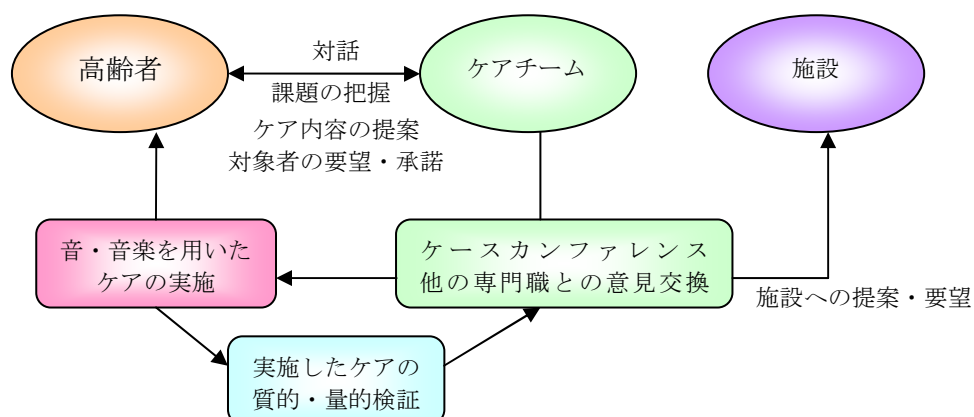 高齢者
対話
ケアチーム
施設
課題の把握
ケア内容の提案
対象者の要望・承諾
音・音楽を用いた
ケアの実施
ケースカンファレンス
他の専門職との意見交換
施設への提案・要望
実施したケアの
質的・量的検証